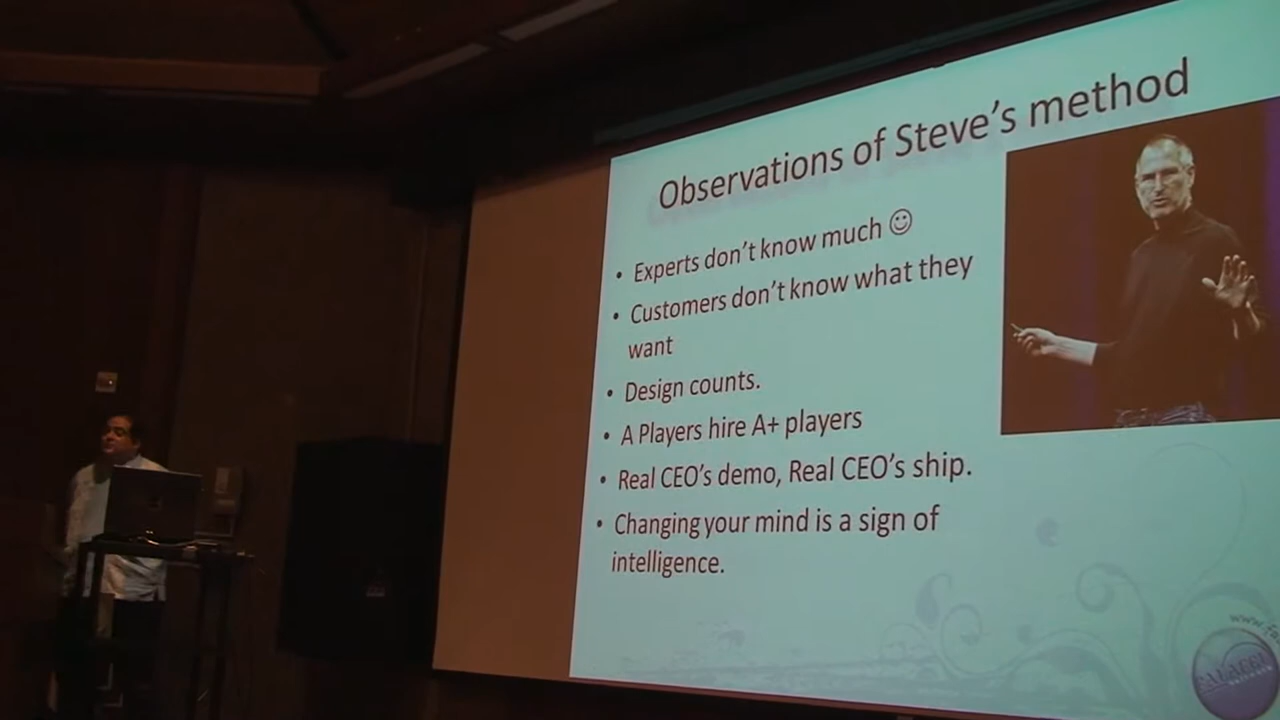 Observations of Steve's method
• Experts don't know much ☺
• Customers don't know what they
want
• Design counts.
• A Players hire A+ players
• Real CEO's demo, Real CEO's ship.
• Changing your mind is a sign of
intelligence.